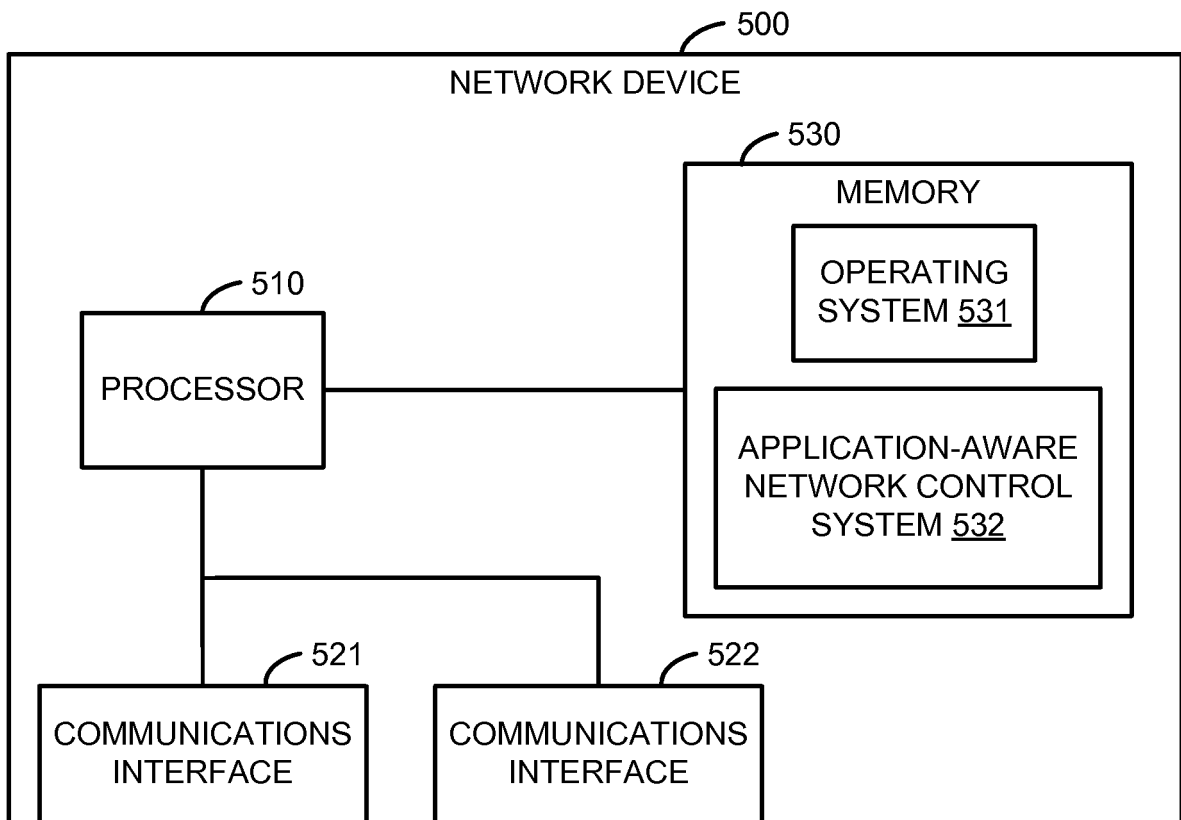 500
NETWORK DEVICE
530
MEMORY
OPERATING
SYSTEM 531
510
PROCESSOR
APPLICATION-AWARE
NETWORK CONTROL
SYSTEM 532
521
COMMUNICATIONS
INTERFACE
522
COMMUNICATIONS
INTERFACE